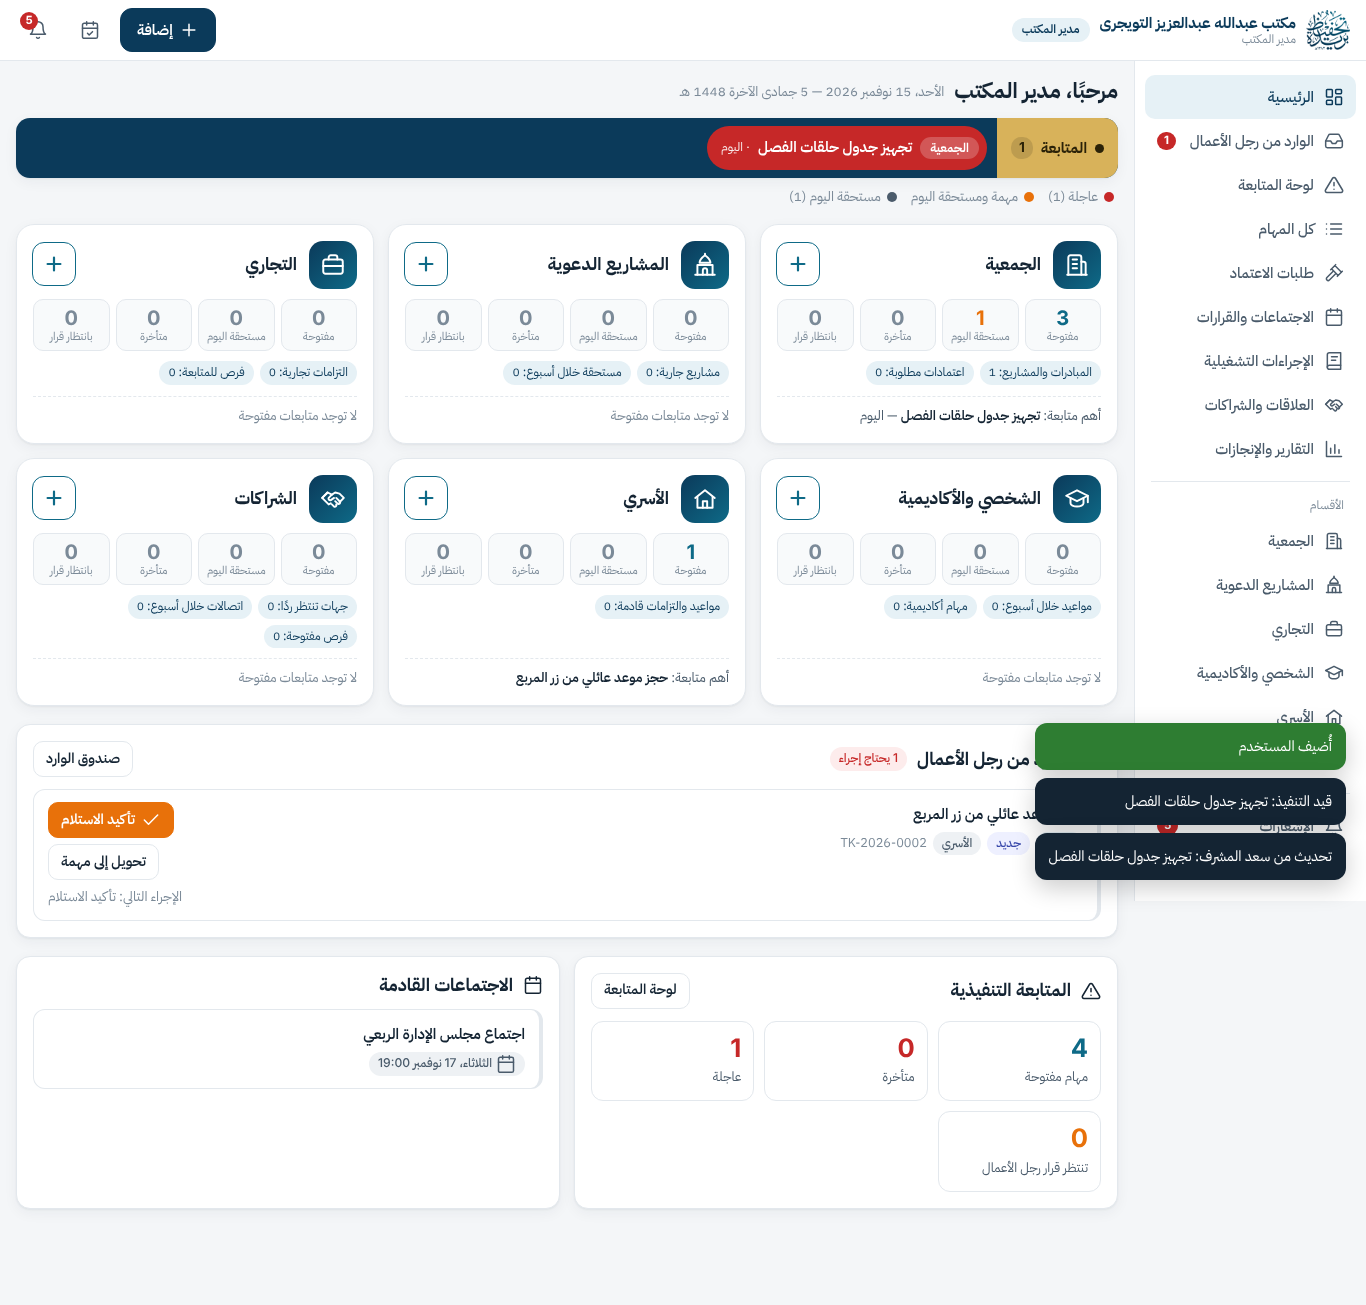 مكتب عبدالله عبدالعزيز التويجرى
مدير المكتب
مدير المكتب
إضافة
5
الرئيسية
الوارد من رجل الأعمال 1
لوحة المتابعة
كل المهام
طلبات الاعتماد
الاجتماعات والقرارات
الإجراءات التشغيلية
العلاقات والشراكات
التقارير والإنجازات
الأقسام
الجمعية
المشاريع الدعوية
التجاري
الشخصي والأكاديمية
الأسري
مرحبًا، مدير المكتب الأحد، 15 نوفمبر 2026 — 5 جمادى الآخرة 1448 هـ
المتابعة 1 الجمعية تجهيز جدول حلقات الفصل · اليوم
عاجلة (1) مهمة ومستحقة اليوم مستحقة اليوم (1)
الجمعية
3 1 0 0
مفتوحة مستحقة اليوم متأخرة بانتظار قرار
المبادرات والمشاريع: 1 اعتمادات مطلوبة: 0
أهم متابعة: تجهيز جدول حلقات الفصل — اليوم
المشاريع الدعوية
0 0 0 0
مفتوحة مستحقة اليوم متأخرة بانتظار قرار
مشاريع جارية: 0 مستحقة خلال أسبوع: 0
لا توجد متابعات مفتوحة
التجاري
0 0 0 0
مفتوحة مستحقة اليوم متأخرة بانتظار قرار
التزامات تجارية: 0 فرص للمتابعة: 0
لا توجد متابعات مفتوحة
الشخصي والأكاديمية
0 0 0 0
مفتوحة مستحقة اليوم متأخرة بانتظار قرار
مواعيد خلال أسبوع: 0 مهام أكاديمية: 0
لا توجد متابعات مفتوحة
الأسري
1 0 0 0
مفتوحة مستحقة اليوم متأخرة بانتظار قرار
مواعيد والتزامات قادمة: 0
أهم متابعة: حجز موعد عائلي من زر المربع
الشراكات
0 0 0 0
مفتوحة مستحقة اليوم متأخرة بانتظار قرار
جهات تنتظر ردًا: 0 اتصالات خلال أسبوع: 0
فرص مفتوحة: 0
لا توجد متابعات مفتوحة
من رجل الأعمال 1 يحتاج إجراء
صندوق الوارد
عائلي من زر المربع
جديد الأسري TK-2026-0002
تأكيد الاستلام
تحويل إلى مهمة
الإجراء التالي: تأكيد الاستلام
أُضيف المستخدم
قيد التنفيذ: تجهيز جدول حلقات الفصل
تحديث من سعد المشرف: تجهيز جدول حلقات الفصل
المتابعة التنفيذية
لوحة المتابعة
4 0 1
مهام مفتوحة متأخرة عاجلة
0
تنتظر قرار رجل الأعمال
الاجتماعات القادمة
اجتماع مجلس الإدارة الربعي
الثلاثاء، 17 نوفمبر 19:00